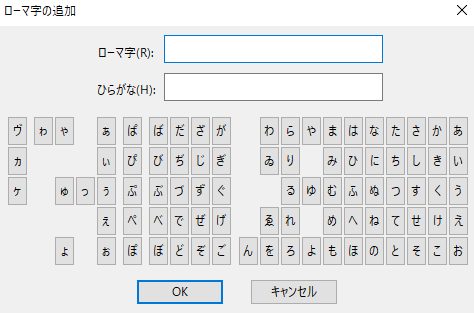 ローマ字の追加
ローマ字(R):
ひらがな(H):
ヴ ゎ ゃ ぁ ぱ ば だ ざ が わ ら や ま は な た さ か あ
ヵ ぃ ぴ び ぢ じ ぎ ゐ り み ひ に ち し き い
ヶ ゅ っ ぅ ぷ ぶ づ ず ぐ る ゆ む ふ ぬ つ す く う
ぇ ぺ べ で ぜ げ ゑ れ め へ ね て せ け え
ょ ぉ ぽ ぼ ど ぞ ご ん を ろ よ も ほ の と そ こ お
OK キャンセル